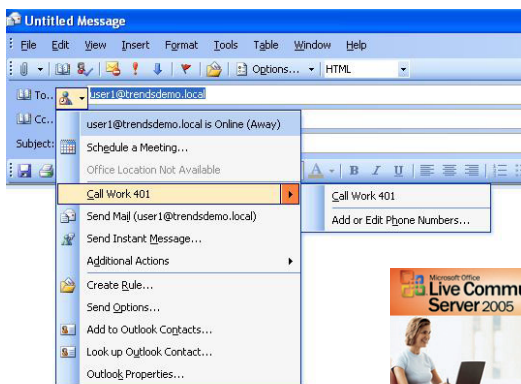 Untitled Message
File Edit View Insert Format Tools Table Window Help
Options... HTML
To.. user1@trendsdemo.local
Cc..
Subject:
user1@trendsdemo.local is Online (Away)
Schedule a Meeting...
Office Location Not Available
A B I U
Call Work 401 Call Work 401
Send Mail (user1@trendsdemo.local) Add or Edit Phone Numbers...
Send Instant Message...
Additional Actions
Create Rule...
Send Options...
Add to Outlook Contacts...
Look up Outlook Contact...
Outlook Properties...
Microsoft Office
Live Commu
Server 2005